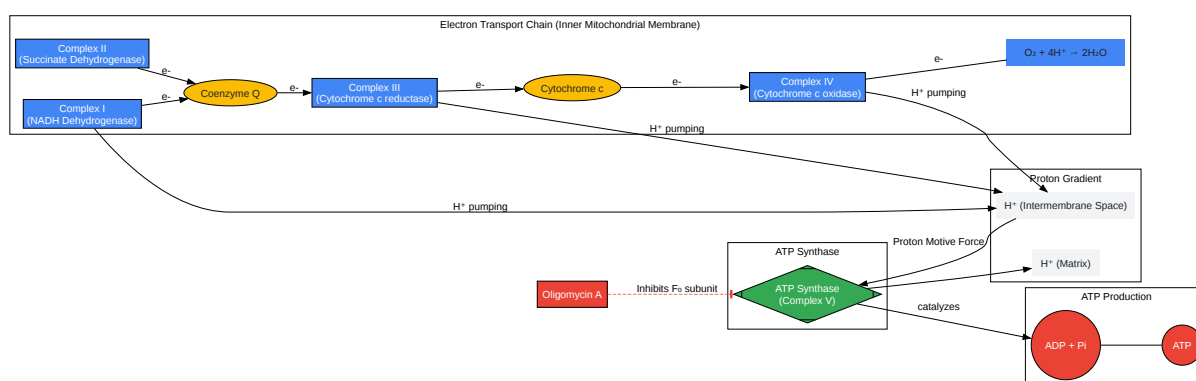 Electron Transport Chain (Inner Mitochondrial Membrane)
Complex II
(Succinate Dehydrogenase)
e-
Complex I
(NADH Dehydrogenase)
e-
Coenzyme Q
e-
Complex III
(Cytochrome c reductase)
e-
Cytochrome c
e-
Complex IV
(Cytochrome c oxidase)
e-
O₂ + 4H⁺ → 2H₂O
H⁺ pumping
H⁺ pumping
H⁺ pumping
Proton Gradient
H⁺ (Intermembrane Space)
Proton Motive Force
H⁺ (Matrix)
ATP Synthase
ATP Synthase
(Complex V)
Oligomycin A
Inhibits F₀ subunit
catalyzes
ATP Production
ADP + Pi
ATP